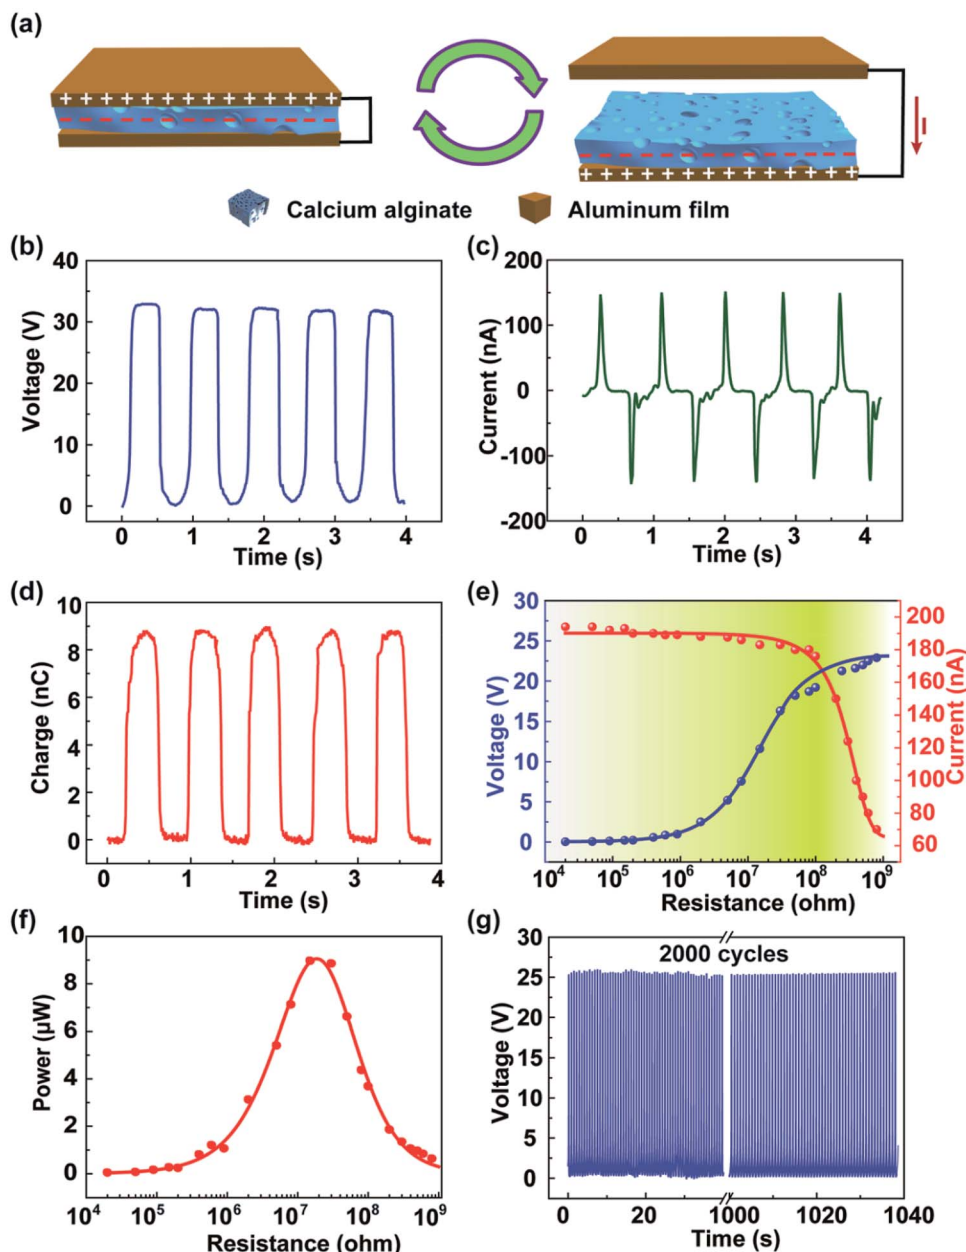 (a)
+ + + + + + + + + + + + + +
I
+ + + + + + + + + + + + + +
Calcium alginate
Aluminum film
(b)
40
30
20
10
0
Voltage (V)
0 1 2 3 4
Time (s)
(c)
200
100
0
-100
-200
Current (nA)
0 1 2 3 4
Time (s)
(d)
10
8
6
4
2
0
Charge (nC)
0 1 2 3 4
Time (s)
(e)
30
25
20
15
10
5
0
Voltage (V)
200
180
160
140
120
100
80
60
Current (nA)
10⁴ 10⁵ 10⁶ 10⁷ 10⁸ 10⁹
Resistance (ohm)
(f)
10
8
6
4
2
0
Power (μW)
10⁴ 10⁵ 10⁶ 10⁷ 10⁸ 10⁹
Resistance (ohm)
(g)
2000 cycles
30
25
20
15
10
5
0
Voltage (V)
0 20 1000 1020 1040
Time (s)